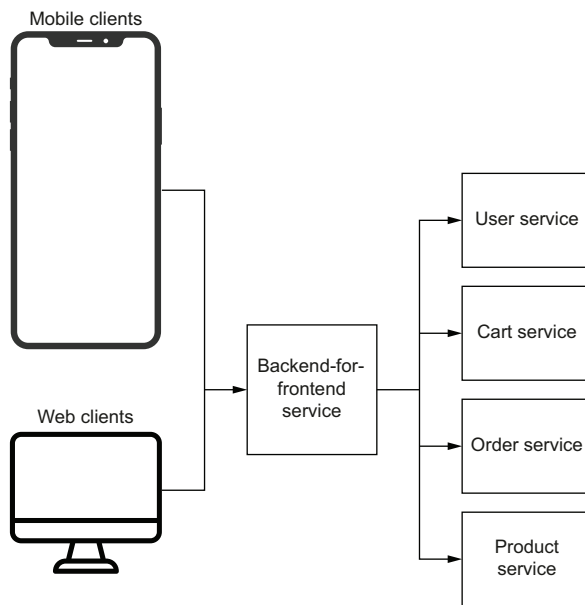 Mobile clients
User service
Cart service
Backend-for-
frontend
service
Web clients
Order service
Product
service